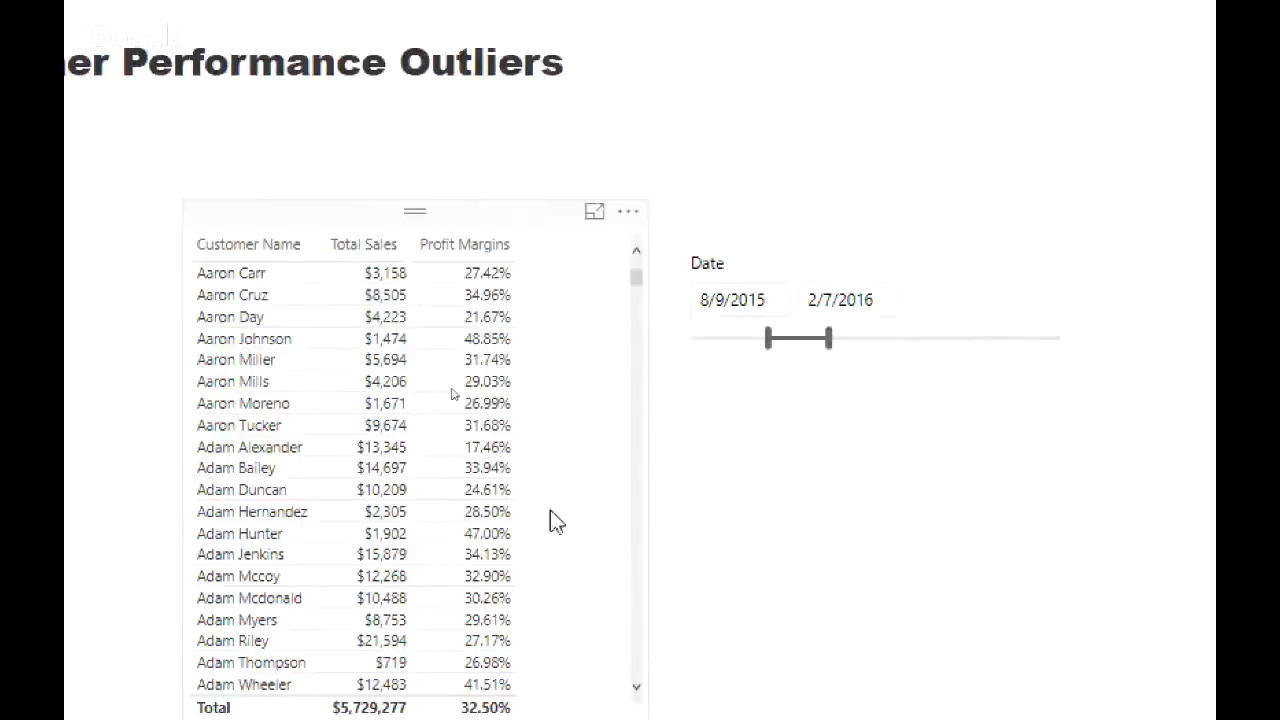 er Performance Outliers
Customer Name Total Sales Profit Margins
Aaron Carr $3,158 27.42%
Aaron Cruz $8,505 34.96%
Aaron Day $4,223 21.67%
Aaron Johnson $1,474 48.85%
Aaron Miller $5,694 31.74%
Aaron Mills $4,206 29.03%
Aaron Moreno $1,671 26.99%
Aaron Tucker $9,674 31.68%
Adam Alexander $13,345 17.46%
Adam Bailey $14,697 33.94%
Adam Duncan $10,209 24.61%
Adam Hernandez $2,305 28.50%
Adam Hunter $1,902 47.00%
Adam Jenkins $15,879 34.13%
Adam Mccoy $12,268 32.90%
Adam Mcdonald $10,488 30.26%
Adam Myers $8,753 29.61%
Adam Riley $21,594 27.17%
Adam Thompson $719 26.98%
Adam Wheeler $12,483 41.51%
Total $5,729,277 32.50%
Date
8/9/2015 2/7/2016